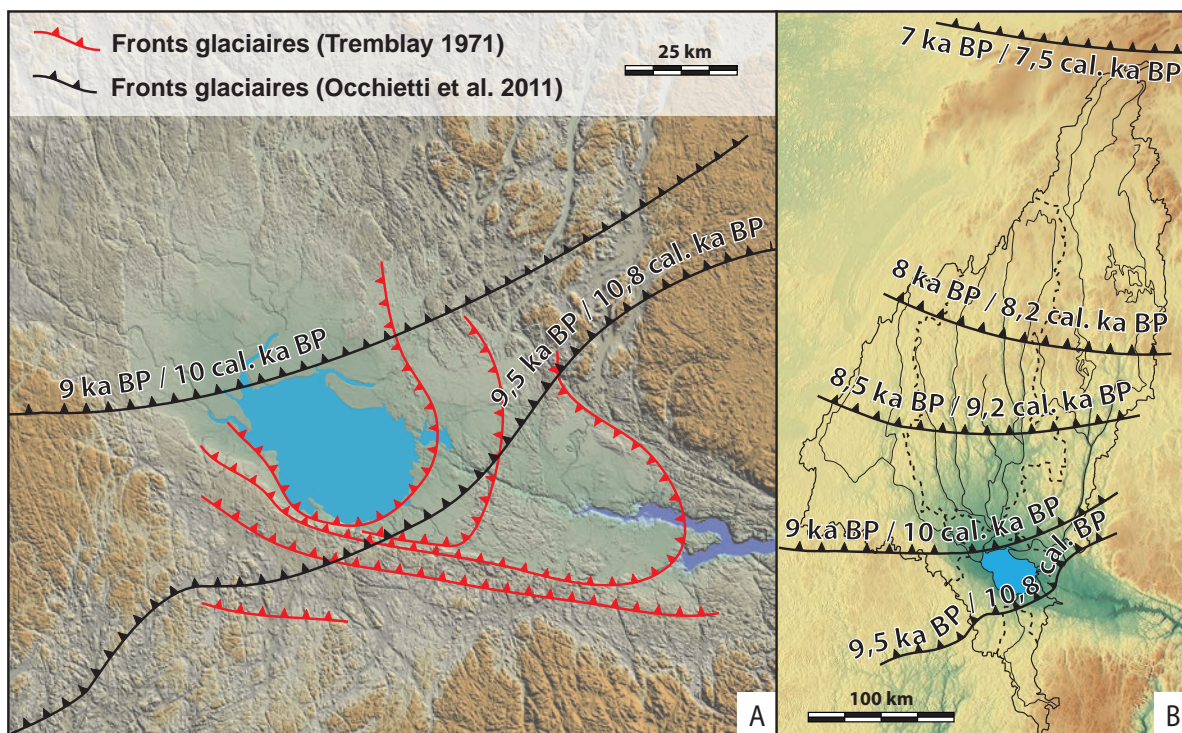 Fronts glaciaires (Tremblay 1971)
Fronts glaciaires (Occhietti et al. 2011)
25 km
9 ka BP / 10 cal. ka BP
9,5 ka BP / 10,8 cal. ka BP
A
7 ka BP / 7,5 cal. ka BP
8 ka BP / 8,2 cal. ka BP
8,5 ka BP / 9,2 cal. ka BP
9 ka BP / 10 cal. ka BP
9,5 ka BP / 10,8 cal. BP
100 km
B